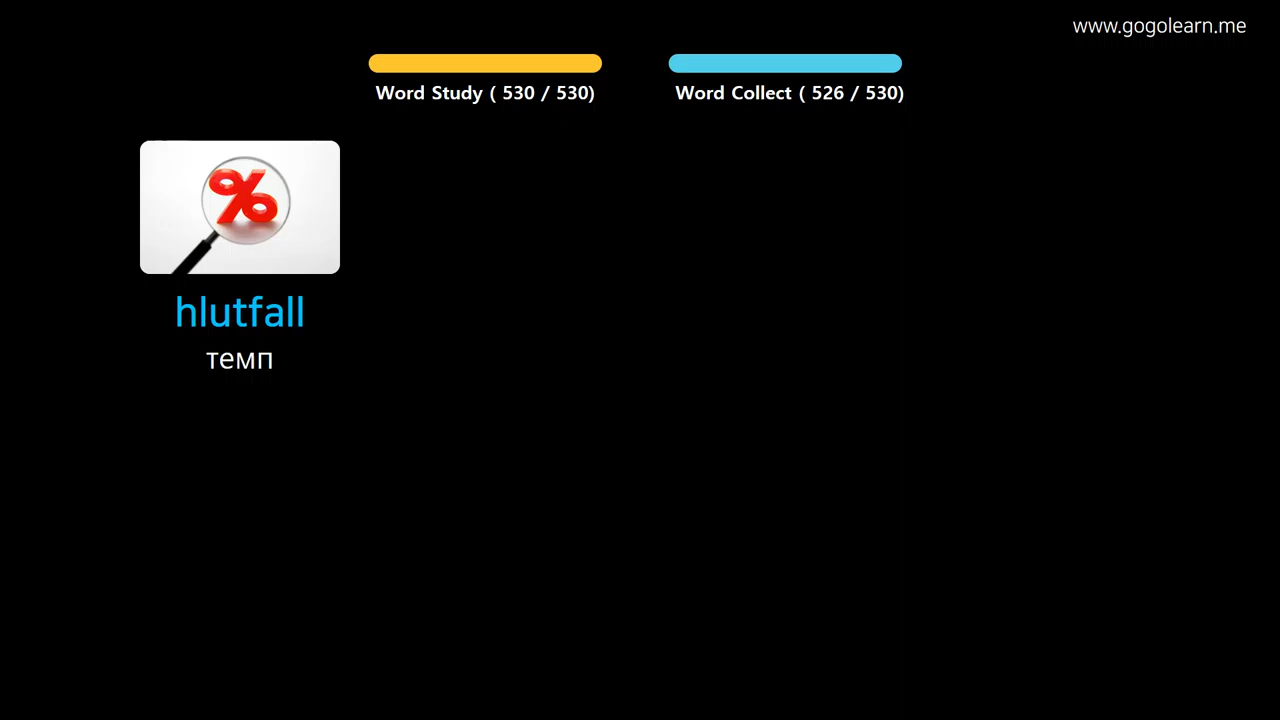 www.gogolearn.me
Word Study ( 530 / 530)
Word Collect ( 526 / 530)
%
hlutfall
темп